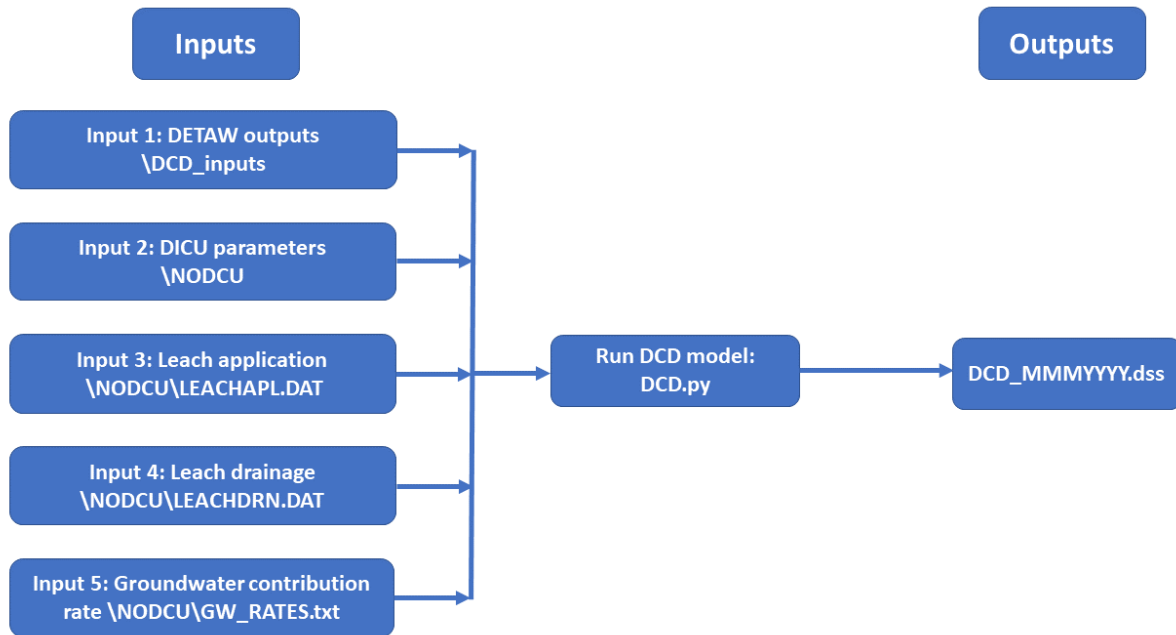 Inputs
Outputs
Input 1: DETAW outputs
\DCD_inputs
Input 2: DICU parameters
\NODCU
Input 3: Leach application
\NODCU\LEACHAPL.DAT
Input 4: Leach drainage
\NODCU\LEACHDRN.DAT
Input 5: Groundwater contribution
rate \NODCU\GW_RATES.txt
Run DCD model:
DCD.py
DCD_MMMYYYY.dss